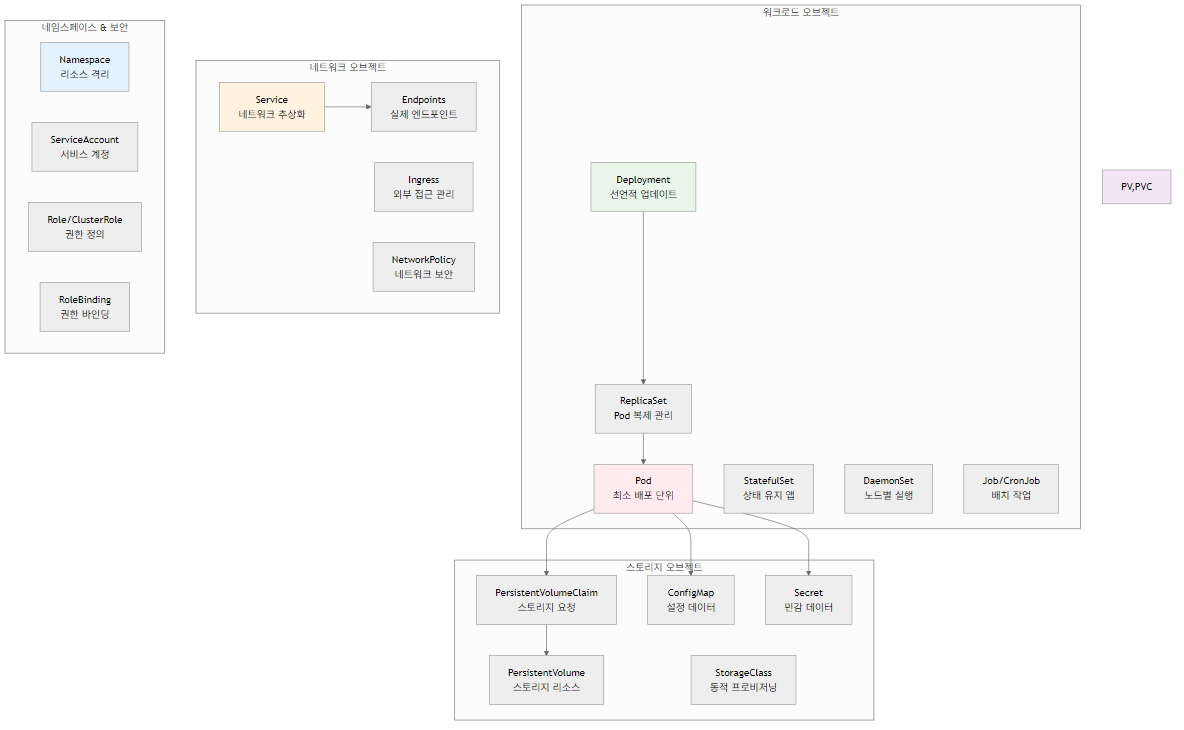 네임스페이스 & 보안
Namespace
리소스 격리
ServiceAccount
서비스 계정
Role/ClusterRole
권한 정의
RoleBinding
권한 바인딩
네트워크 오브젝트
Service
네트워크 추상화
Endpoints
실제 엔드포인트
Ingress
외부 접근 관리
NetworkPolicy
네트워크 보안
워크로드 오브젝트
Deployment
선언적 업데이트
ReplicaSet
Pod 복제 관리
Pod
최소 배포 단위
StatefulSet
상태 유지 앱
DaemonSet
노드별 실행
Job/CronJob
배치 작업
PV,PVC
스토리지 오브젝트
PersistentVolumeClaim
스토리지 요청
ConfigMap
설정 데이터
Secret
민감 데이터
PersistentVolume
스토리지 리소스
StorageClass
동적 프로비저닝